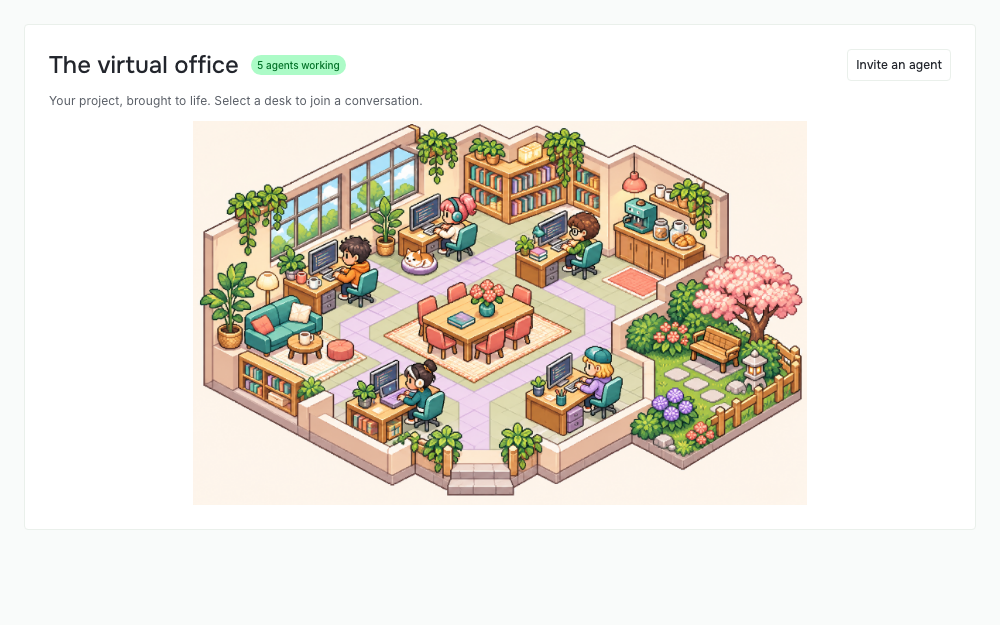 The virtual office
5 agents working
Invite an agent
Your project, brought to life. Select a desk to join a conversation.